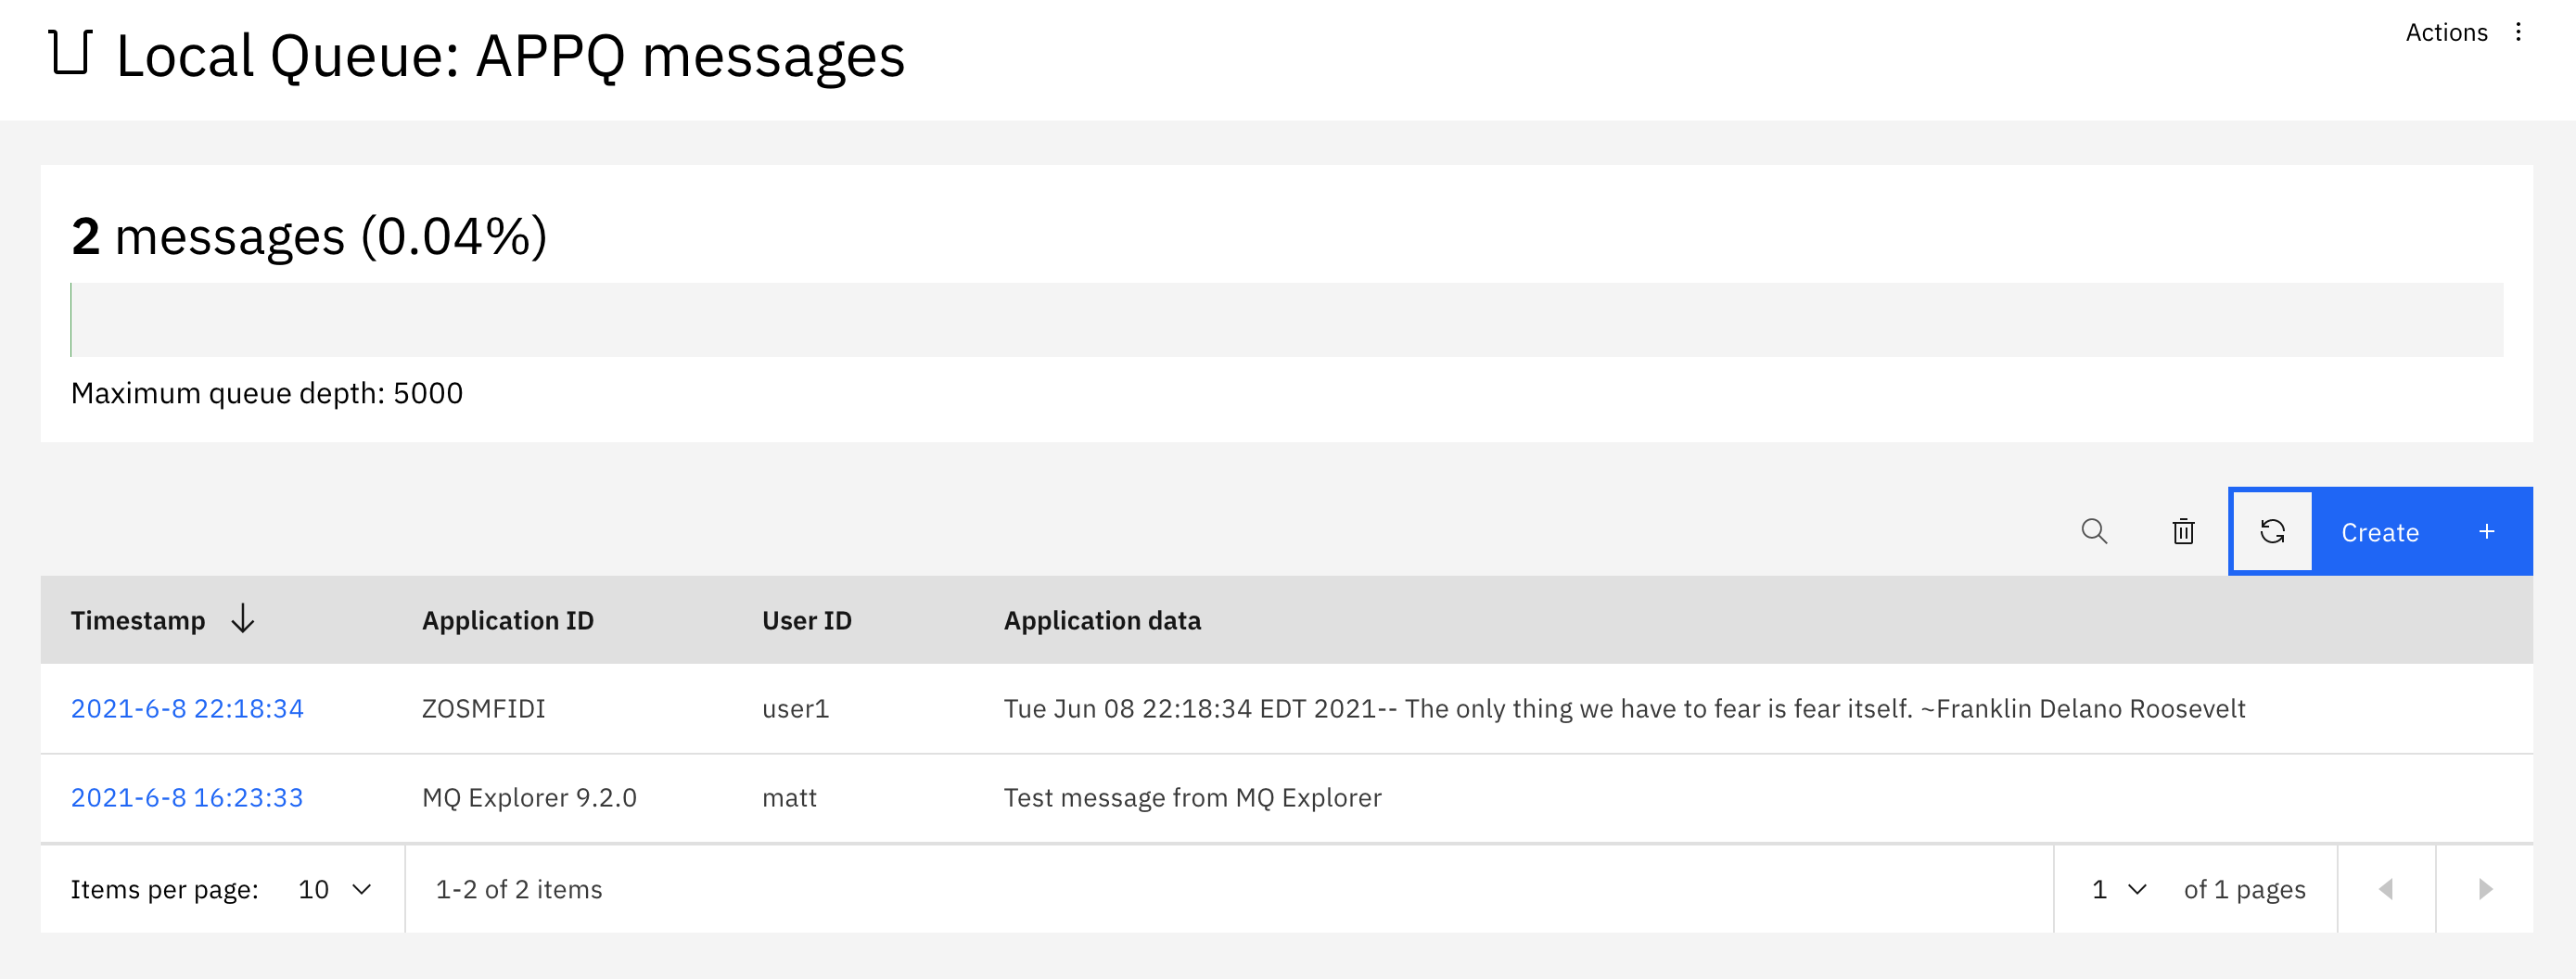 Local Queue: APPQ messages
Actions
2 messages (0.04%)
Maximum queue depth: 5000
Create +
Timestamp Application ID User ID Application data
2021-6-8 22:18:34 ZOSMFIDI user1 Tue Jun 08 22:18:34 EDT 2021-- The only thing we have to fear is fear itself. ~Franklin Delano Roosevelt
2021-6-8 16:23:33 MQ Explorer 9.2.0 matt Test message from MQ Explorer
Items per page: 10 1-2 of 2 items 1 of 1 pages